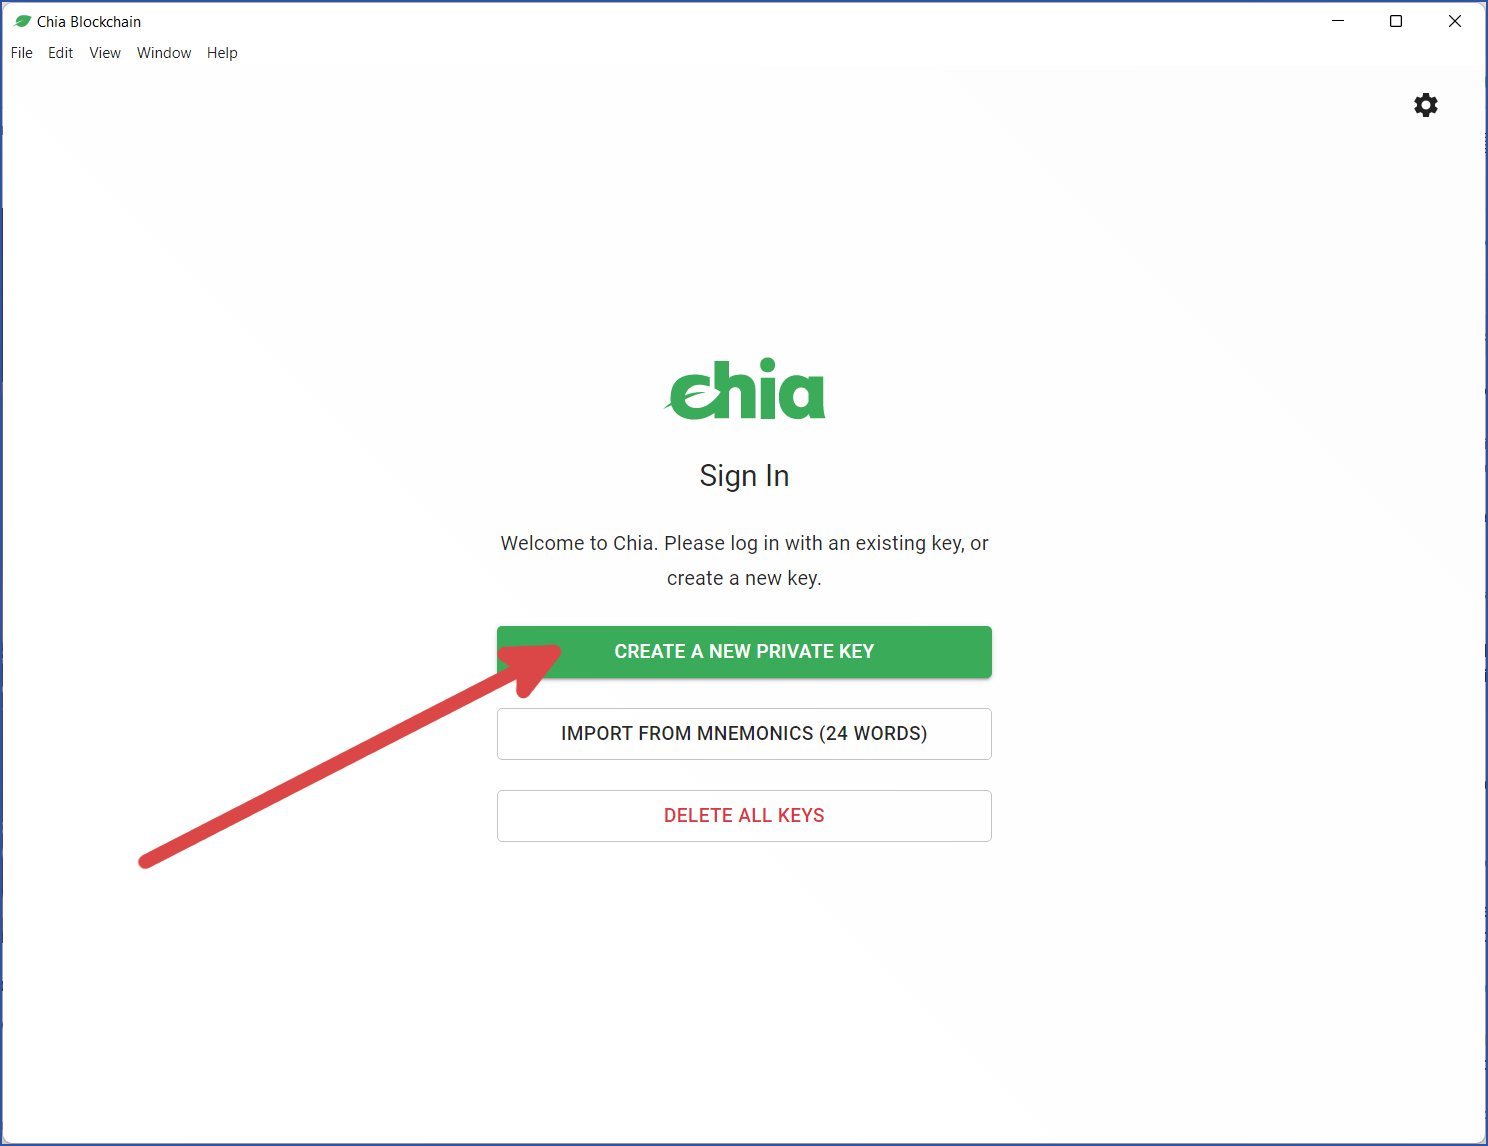 Chia Blockchain
File Edit View Window Help
chia
Sign In
Welcome to Chia. Please log in with an existing key, or
create a new key.
CREATE A NEW PRIVATE KEY
IMPORT FROM MNEMONICS (24 WORDS)
DELETE ALL KEYS